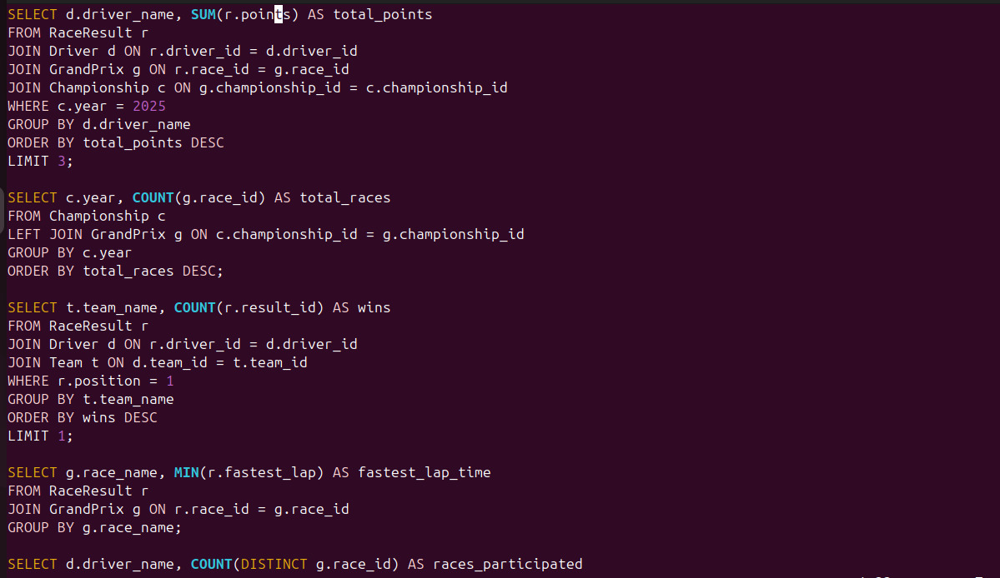 SELECT d.driver_name, SUM(r.points) AS total_points
FROM RaceResult r
JOIN Driver d ON r.driver_id = d.driver_id
JOIN GrandPrix g ON r.race_id = g.race_id
JOIN Championship c ON g.championship_id = c.championship_id
WHERE c.year = 2025
GROUP BY d.driver_name
ORDER BY total_points DESC
LIMIT 3;

SELECT c.year, COUNT(g.race_id) AS total_races
FROM Championship c
LEFT JOIN GrandPrix g ON c.championship_id = g.championship_id
GROUP BY c.year
ORDER BY total_races DESC;

SELECT t.team_name, COUNT(r.result_id) AS wins
FROM RaceResult r
JOIN Driver d ON r.driver_id = d.driver_id
JOIN Team t ON d.team_id = t.team_id
WHERE r.position = 1
GROUP BY t.team_name
ORDER BY wins DESC
LIMIT 1;

SELECT g.race_name, MIN(r.fastest_lap) AS fastest_lap_time
FROM RaceResult r
JOIN GrandPrix g ON r.race_id = g.race_id
GROUP BY g.race_name;

SELECT d.driver_name, COUNT(DISTINCT g.race_id) AS races_participated